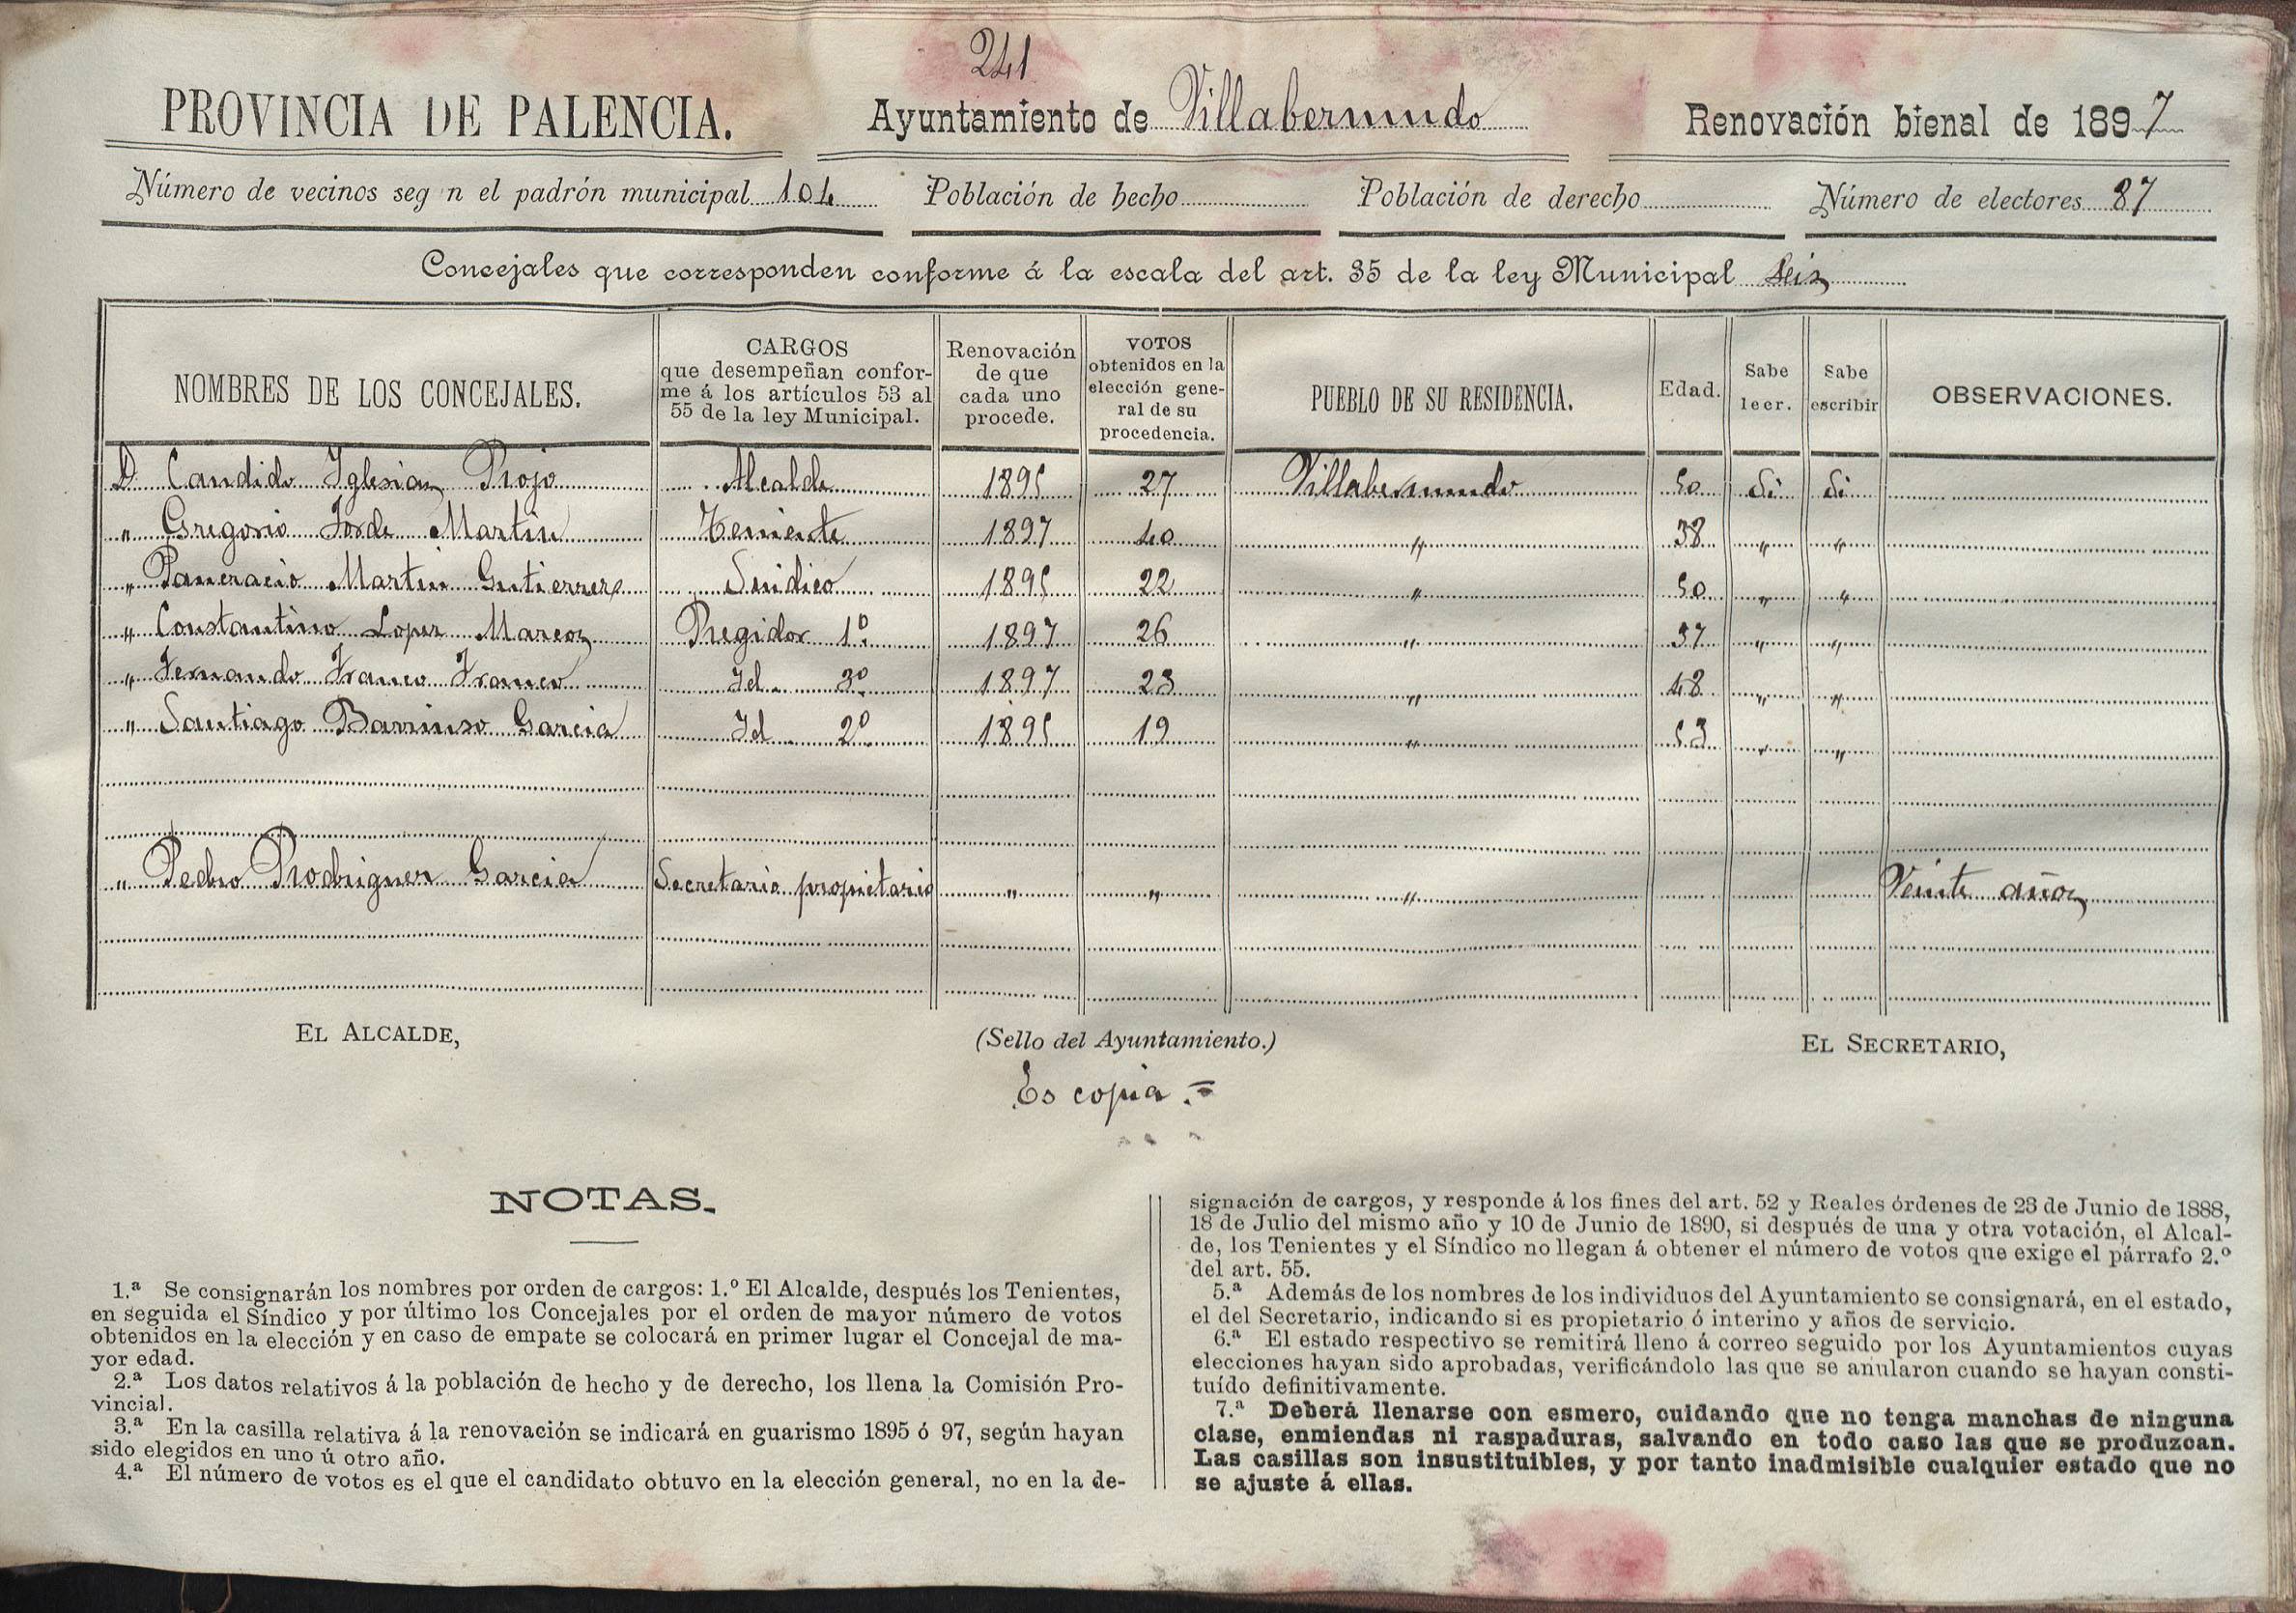 241
PROVINCIA DE PALENCIA.
Ayuntamiento de Villabermudo
Renovación bienal de 1897
Número de vecinos seg n el padrón municipal 104
Población de hecho
Población de derecho
Número de electores 87
Concejales que corresponden conforme á la escala del art. 35 de la ley Municipal Seis
NOMBRES DE LOS CONCEJALES.
CARGOS
que desempeñan confor-
me á los artículos 53 al
55 de la ley Municipal.
Renovación
de que
cada uno
procede.
VOTOS
obtenidos en la
elección gene-
ral de su
procedencia.
PUEBLO DE SU RESIDENCIA.
Edad.
Sabe
leer.
Sabe
escribir
OBSERVACIONES.
D Candido Iglesias Rojo Alcalde 1895 27 Villabermudo 50 Si Si
" Gregorio Jorde Martin Teniente 1897 40 " 38 " "
" Pancracio Martin Gutierrez Sindico 1895 22 " 50 " "
" Constantino Lopez Marcos Regidor 1º 1897 26 " 37 " "
" Fernando Franco Franco Id. 3º 1897 23 " 48 " "
" Santiago Barriuso Garcia Id 2º 1895 19 " 53 " "
" Pedro Rodriguez Garcia Secretario propietario " " " Veinte años
EL ALCALDE,
(Sello del Ayuntamiento.)
EL SECRETARIO,
Es copia.=
NOTAS.
1.ª Se consignarán los nombres por orden de cargos: 1.º El Alcalde, después los Tenientes,
en seguida el Síndico y por último los Concejales por el orden de mayor número de votos
obtenidos en la elección y en caso de empate se colocará en primer lugar el Concejal de ma-
yor edad.
2.ª Los datos relativos á la población de hecho y de derecho, los llena la Comisión Pro-
vincial.
3.ª En la casilla relativa á la renovación se indicará en guarismo 1895 ó 97, según hayan
sido elegidos en uno ú otro año.
4.ª El número de votos es el que el candidato obtuvo en la elección general, no en la de-
signación de cargos, y responde á los fines del art. 52 y Reales órdenes de 23 de Junio de 1888,
18 de Julio del mismo año y 10 de Junio de 1890, si después de una y otra votación, el Alcal-
de, los Tenientes y el Síndico no llegan á obtener el número de votos que exige el párrafo 2.º
del art. 55.
5.ª Además de los nombres de los individuos del Ayuntamiento se consignará, en el estado,
el del Secretario, indicando si es propietario ó interino y años de servicio.
6.ª El estado respectivo se remitirá lleno á correo seguido por los Ayuntamientos cuyas
elecciones hayan sido aprobadas, verificándolo las que se anularon cuando se hayan consti-
tuído definitivamente.
7.ª Deberá llenarse con esmero, cuidando que no tenga manchas de ninguna
clase, enmiendas ni raspaduras, salvando en todo caso las que se produzcan.
Las casillas son insustituibles, y por tanto inadmisible cualquier estado que no
se ajuste á ellas.